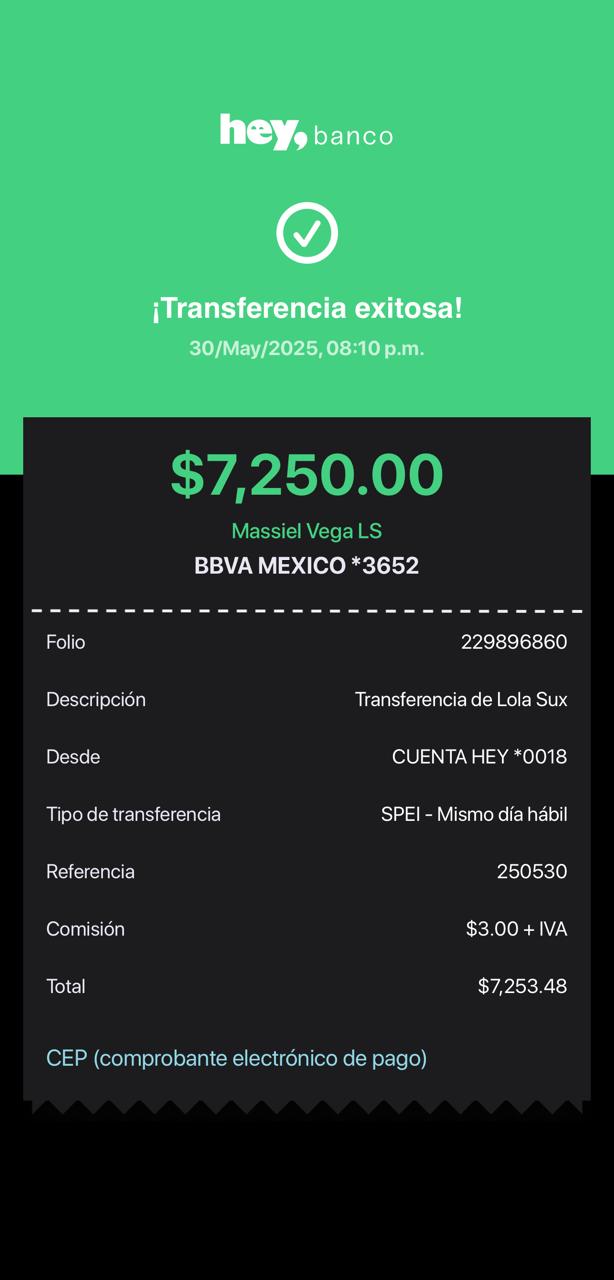 hey, banco
¡Transferencia exitosa!
30/May/2025, 08:10 p.m.
$7,250.00
Massiel Vega LS
BBVA MEXICO *3652
Folio 229896860
Descripción Transferencia de Lola Sux
Desde CUENTA HEY *0018
Tipo de transferencia SPEI - Mismo día hábil
Referencia 250530
Comisión $3.00 + IVA
Total $7,253.48
CEP (comprobante electrónico de pago)